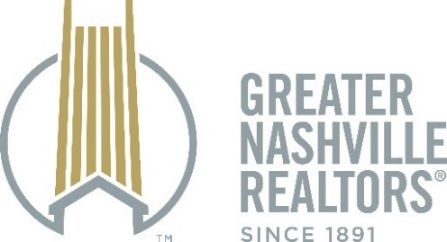 GREATER
NASHVILLE
REALTORS®
SINCE 1891
TM